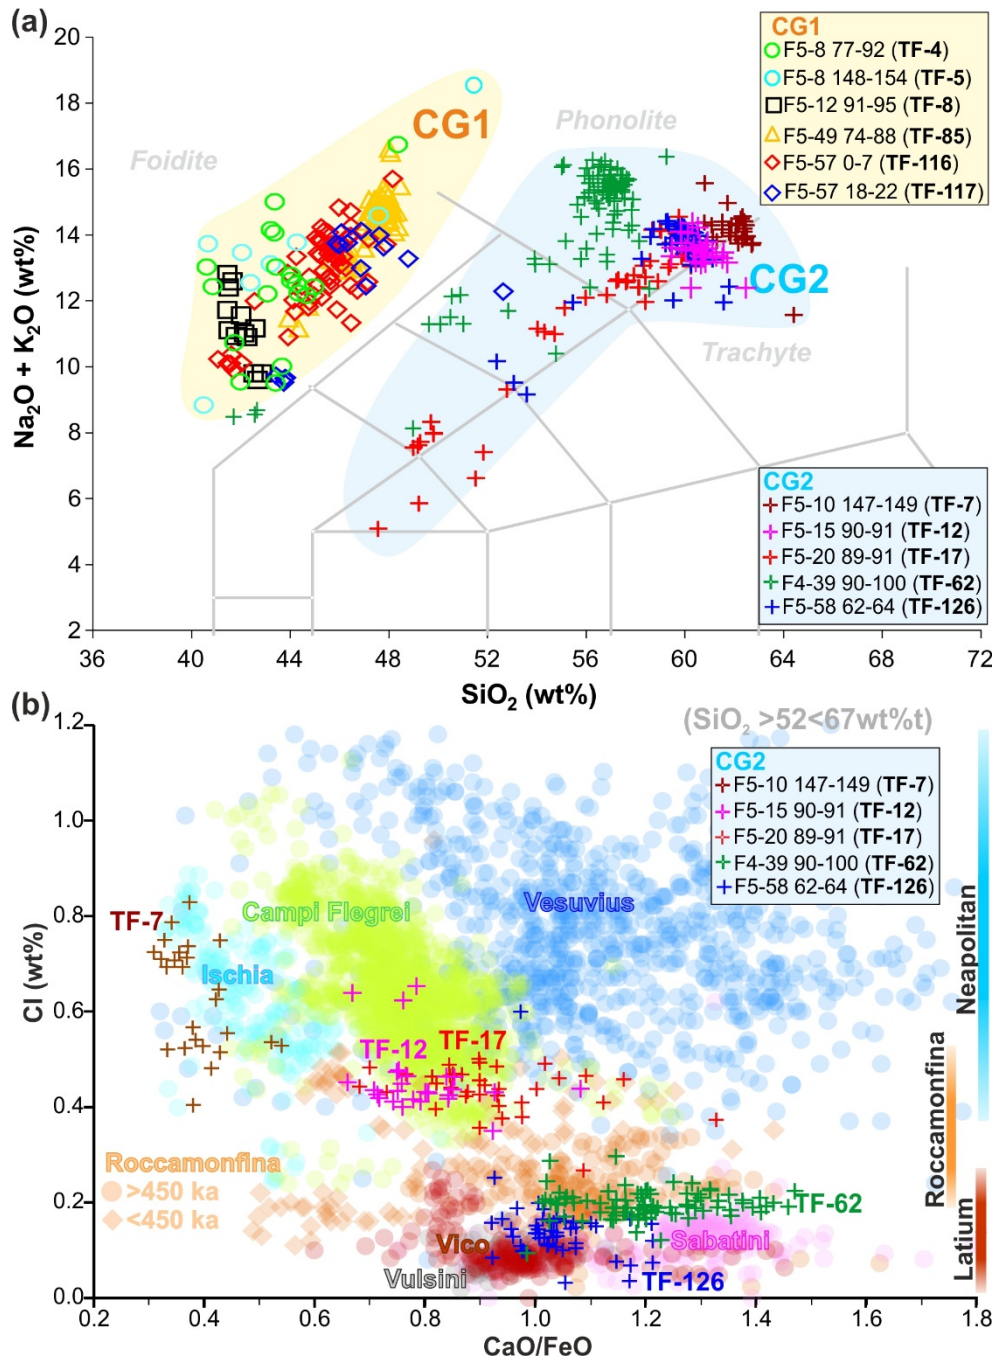 (a)
20
18
16
14
12
10
8
6
4
2
Na₂O + K₂O (wt%)
36
40
44
48
52
56
60
64
68
72
SiO₂ (wt%)
Foidite
CG1
Phonolite
CG2
Trachyte
CG1
F5-8 77-92 (TF-4)
F5-8 148-154 (TF-5)
F5-12 91-95 (TF-8)
F5-49 74-88 (TF-85)
F5-57 0-7 (TF-116)
F5-57 18-22 (TF-117)
CG2
F5-10 147-149 (TF-7)
F5-15 90-91 (TF-12)
F5-20 89-91 (TF-17)
F4-39 90-100 (TF-62)
F5-58 62-64 (TF-126)
(b)
(SiO₂ >52<67wt%t)
1.2
1.0
0.8
0.6
0.4
0.2
0.0
Cl (wt%)
0.2
0.4
0.6
0.8
1.0
1.2
1.4
1.6
1.8
CaO/FeO
CG2
F5-10 147-149 (TF-7)
F5-15 90-91 (TF-12)
F5-20 89-91 (TF-17)
F4-39 90-100 (TF-62)
F5-58 62-64 (TF-126)
Campi Flegrei
Vesuvius
TF-7
Ischia
TF-12
TF-17
Roccamonfina
>450 ka
<450 ka
TF-62
Vico
Sabatini
Vulsini
TF-126
Neapolitan
Roccamonfina
Latium